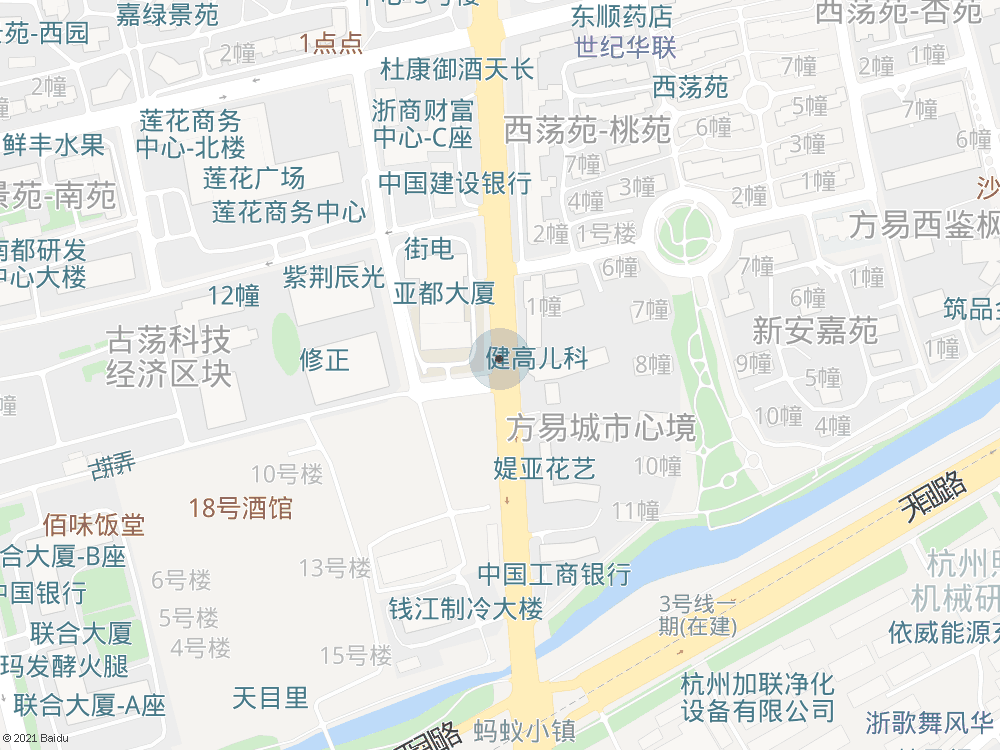 嘉绿景苑
中心-3号楼
东顺药店
西荡苑-杏苑
苑-西园
1点点
世纪华联
2幢
杜康御酒天长
7幢
西荡苑
2幢
浙商财富
中心-C座
莲花商务
中心-北楼
5幢
7幢
西荡苑-桃苑
6幢
6幢
鲜丰水果
3幢
7幢
莲花广场
中国建设银行
3幢
1幢
沙
景苑-南苑
4幢
2幢
莲花商务中心
2幢
1号楼
方易西鉴枫
南都研发
中心大楼
街电
6幢
7幢
1幢
紫荆辰光
12幢
亚都大厦
1幢
6幢
7幢
筑品金
古荡科技
经济区块
新安嘉苑
修正
健高儿科
8幢
9幢
5幢
幢
10幢
4幢
方易城市心境
古荡
10号楼
媞亚花艺
10幢
天目山路
18号酒馆
11幢
佰味饭堂
合大厦-B座
13号楼
中国工商银行
6号楼
中国银行
3号线一
期(在建)
5号楼
钱江制冷大楼
联合大厦
4号楼
机械研
依威能源
15号楼
玛发酵火腿
天目里
联合大厦-A座
杭州加联净化
设备有限公司
浙歌舞风华
蚂蚁小镇
© 2021 Baidu